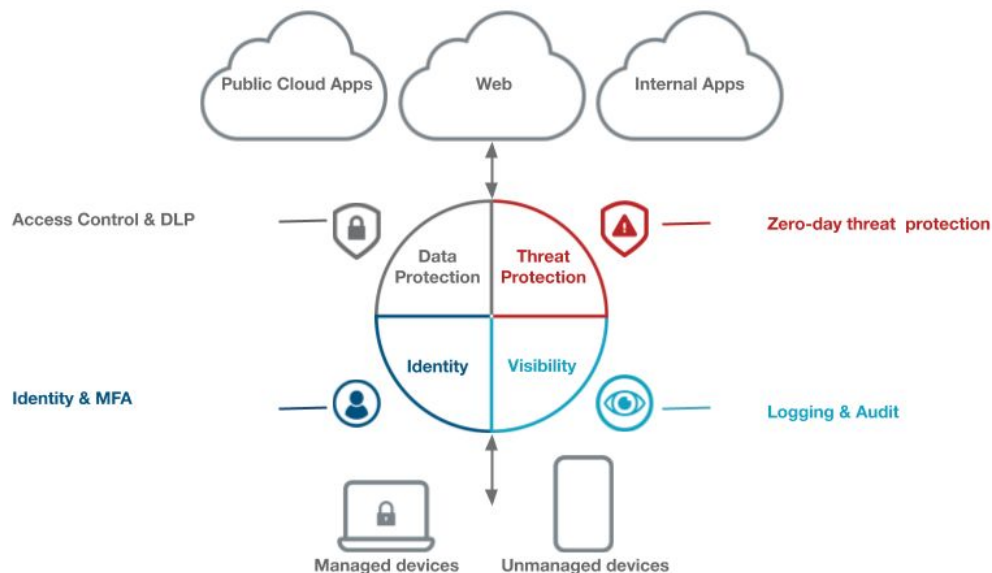 Public Cloud Apps
Web
Internal Apps
Access Control & DLP
Zero-day threat protection
Data
Protection
Threat
Protection
Identity
Visibility
Identity & MFA
Logging & Audit
Managed devices
Unmanaged devices